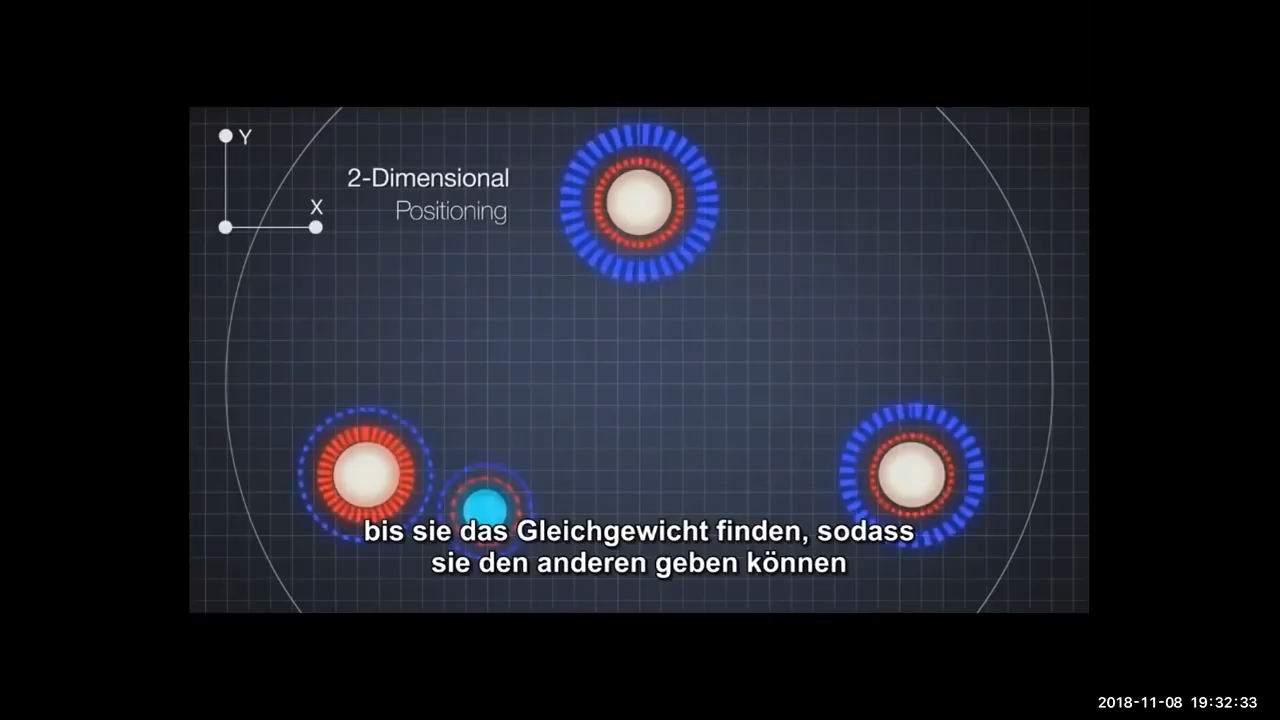 Y
2-Dimensional
X
Positioning
bis sie das Gleichgewicht finden, sodass
sie den anderen geben können
2018-11-08 19:32:33